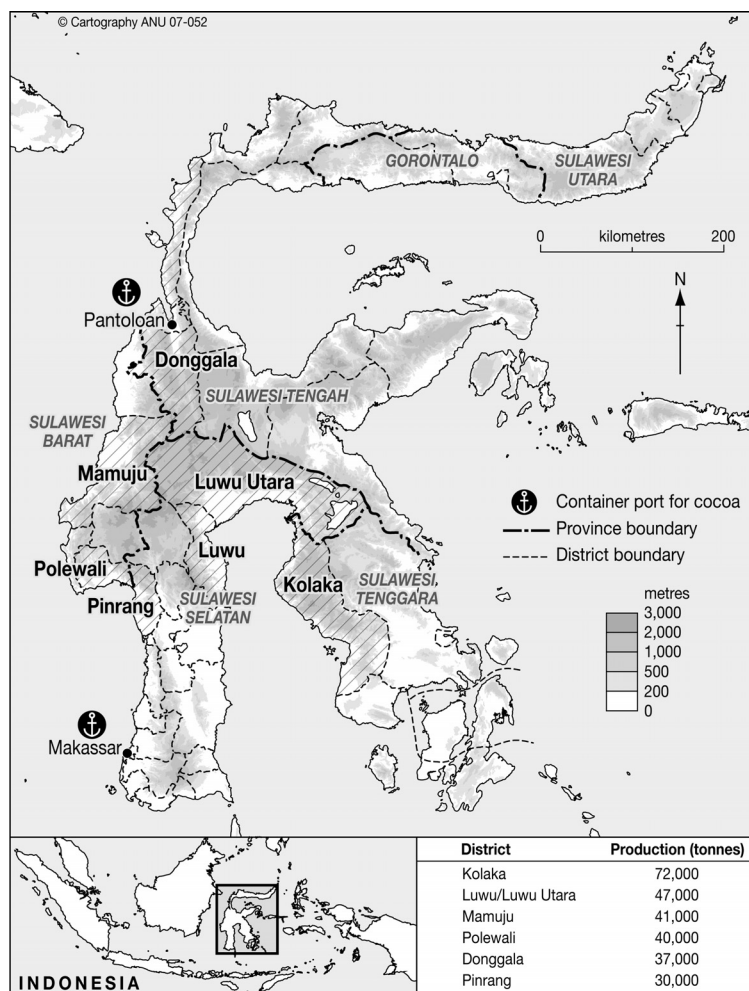 © Cartography ANU 07-052
GORONTALO
SULAWESI
UTARA
0 kilometres 200
N
Pantoloan
Donggala
SULAWESI TENGAH
SULAWESI
BARAT
Mamuju
Luwu Utara
Container port for cocoa
Province boundary
District boundary
Luwu
Polewali
Kolaka
SULAWESI
TENGGARA
Pinrang
SULAWESI
SELATAN
metres
3,000
2,000
1,000
500
200
0
Makassar
INDONESIA
District Production (tonnes)
Kolaka 72,000
Luwu/Luwu Utara 47,000
Mamuju 41,000
Polewali 40,000
Donggala 37,000
Pinrang 30,000